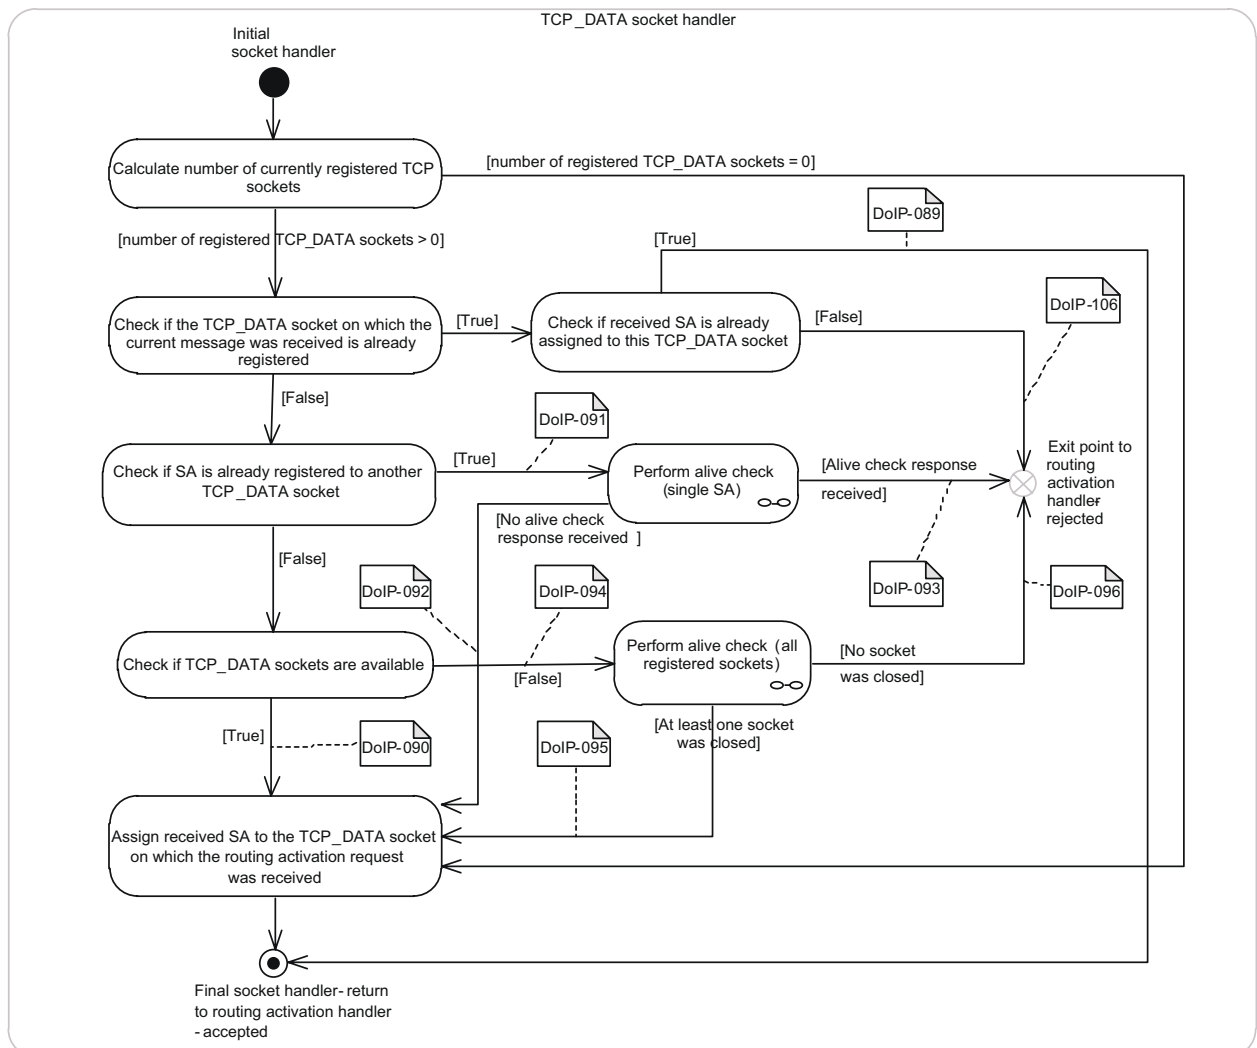 TCP_DATA socket handler
Initial
socket handler
Calculate number of currently registered TCP
sockets
[number of registered TCP_DATA sockets = 0]
[number of registered TCP_DATA sockets > 0]
DoIP-089
[True]
DoIP-106
Check if the TCP_DATA socket on which the
current message was received is already
registered
[True]
Check if received SA is already
assigned to this TCP_DATA socket
[False]
[False]
DoIP-091
Check if SA is already registered to another
TCP_DATA socket
[True]
Perform alive check
(single SA)
[Alive check response
received]
Exit point to
routing
activation
handler-
rejected
[No alive check
response received ]
[False]
DoIP-092
DoIP-094
DoIP-093
DoIP-096
Check if TCP_DATA sockets are available
[False]
Perform alive check (all
registered sockets)
[No socket
was closed]
[True]
DoIP-090
DoIP-095
[At least one socket
was closed]
Assign received SA to the TCP_DATA socket
on which the routing activation request
was received
Final socket handler- return
to routing activation handler
- accepted